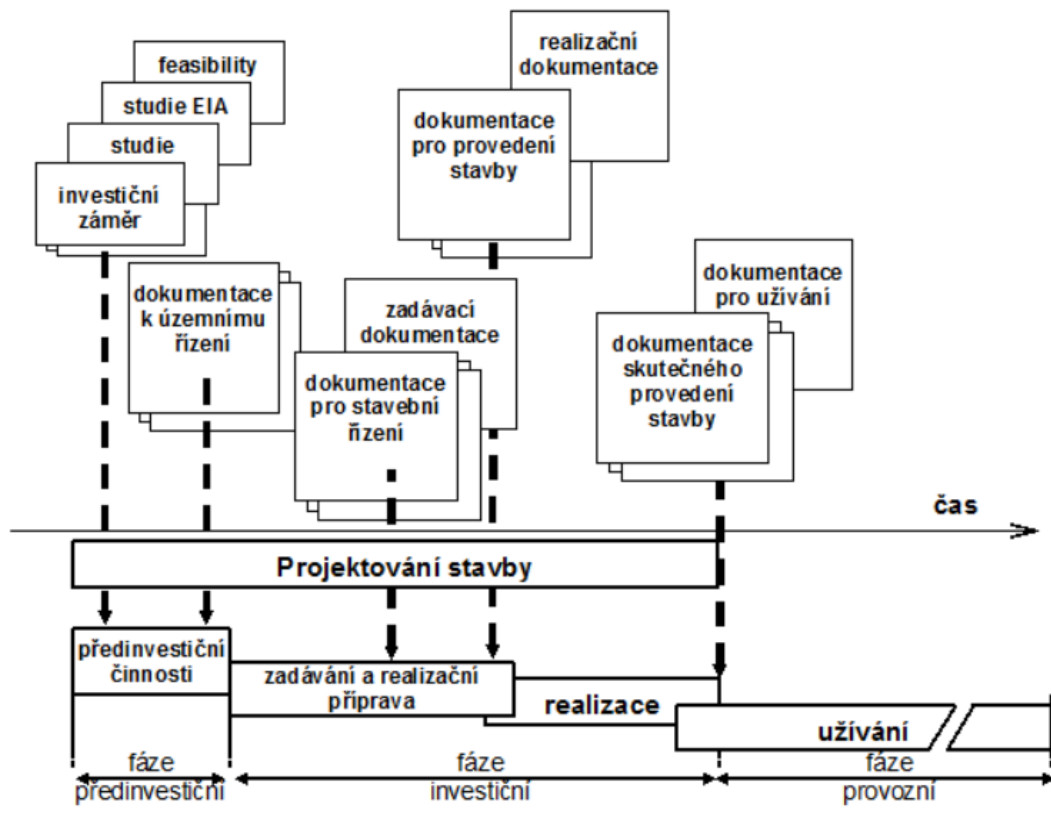 feasibility
studie EIA
studie
investiční
záměr
realizační
dokumentace
dokumentace
pro provedení
stavby
dokumentace
k územnímu
řízení
zadávací
dokumentace
dokumentace
pro stavební
řízení
dokumentace
pro užívání
dokumentace
skutečného
provedení
stavby
čas
Projektování stavby
předinvestiční
činnosti
zadávání a realizační
příprava
realizace
užívání
fáze
předinvestiční
fáze
investiční
fáze
provozní